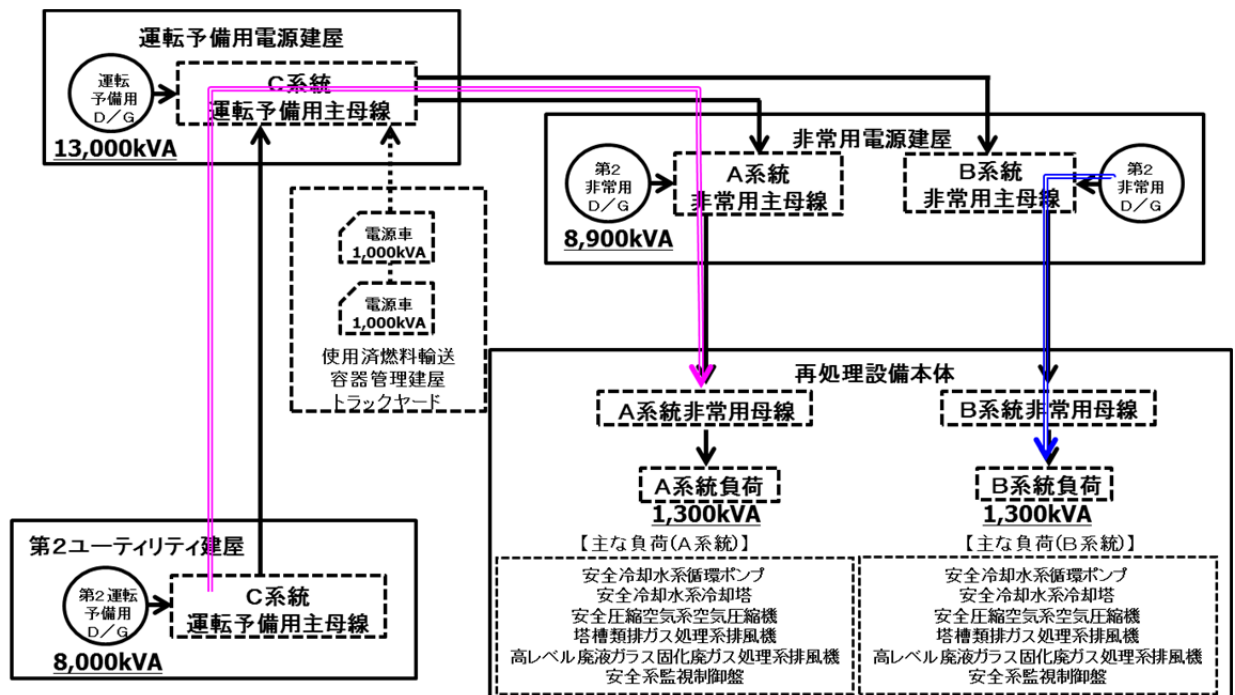 運転予備用電源建屋
運転
予備用
D/G
13,000kVA
C系統
運転予備用主母線
非常用電源建屋
第2
非常用
D/G
8,900kVA
A系統
非常用主母線
B系統
非常用主母線
第2
非常用
D/G
電源車
1,000kVA
電源車
1,000kVA
使用済燃料輸送
容器管理建屋
トラックヤード
再処理設備本体
A系統非常用母線
B系統非常用母線
A系統負荷
1,300kVA
B系統負荷
1,300kVA
【主な負荷(A系統)】
安全冷却水系循環ポンプ
安全冷却水系冷却塔
安全圧縮空気系空気圧縮機
塔槽類排ガス処理系排風機
高レベル廃液ガラス固化廃ガス処理系排風機
安全系監視制御盤
【主な負荷(B系統)】
安全冷却水系循環ポンプ
安全冷却水系冷却塔
安全圧縮空気系空気圧縮機
塔槽類排ガス処理系排風機
高レベル廃液ガラス固化廃ガス処理系排風機
安全系監視制御盤
第2ユーティリティ建屋
第2運転
予備用
D/G
8,000kVA
C系統
運転予備用主母線